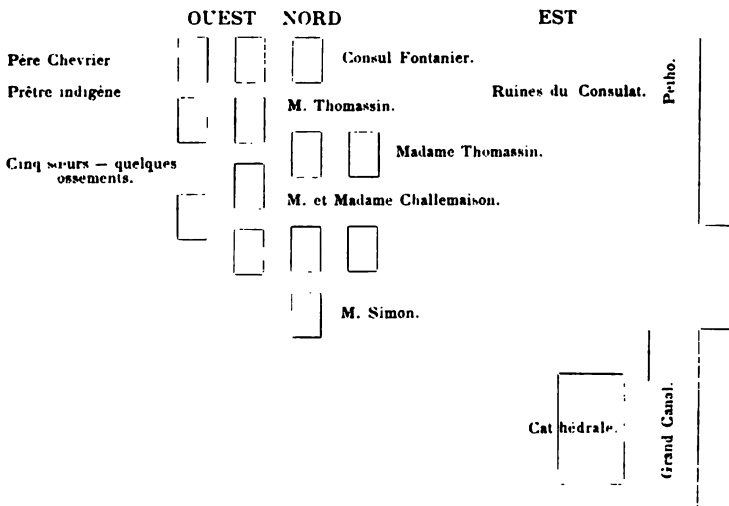 OUEST NORD EST
Père Chevrier
Consul Fontanier.
Prêtre indigène
M. Thomassin.
Ruines du Consulat.
Peiho.
Cinq sœurs — quelques
ossements.
Madame Thomassin.
M. et Madame Challemaison.
M. Simon.
Cathédrale.
Grand Canal.